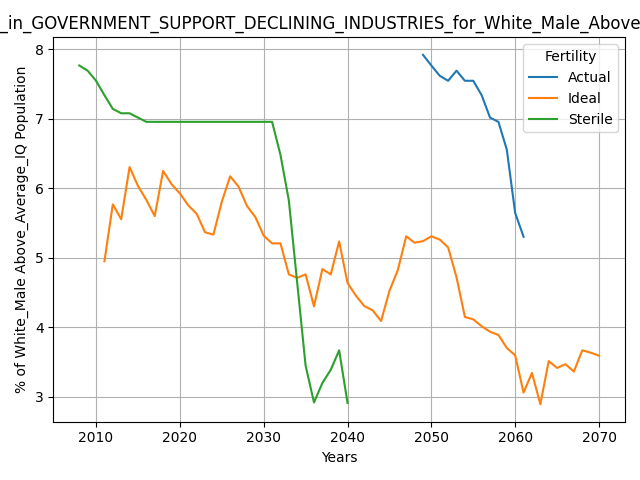 _in_GOVERNMENT_SUPPORT_DECLINING_INDUSTRIES_for_White_Male_Above
% of White_Male Above_Average_IQ Population
8
7
6
5
4
3
Fertility
Actual
Ideal
Sterile
2010 2020 2030 2040 2050 2060 2070
Years